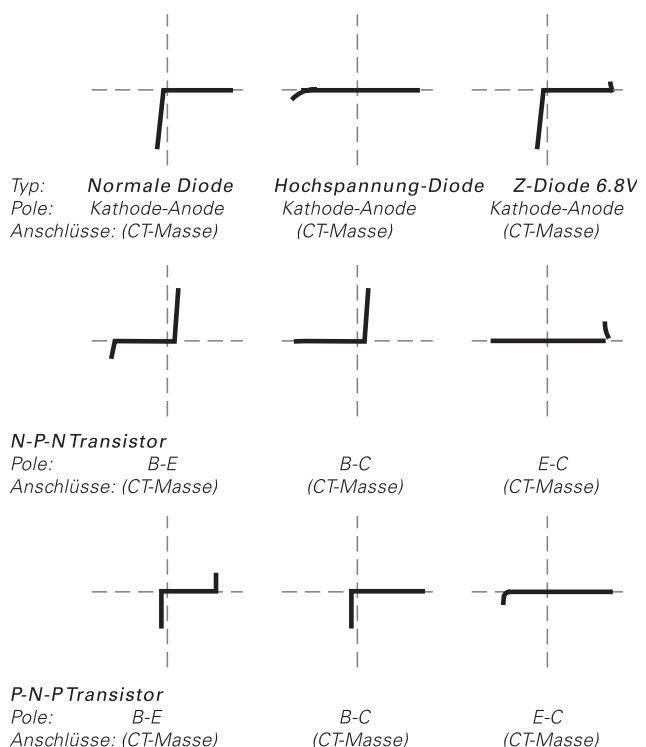 Typ: Normale Diode Hochspannung-Diode Z-Diode 6.8V
Pole: Kathode-Anode Kathode-Anode Kathode-Anode
Anschlüsse: (CT-Masse) (CT-Masse) (CT-Masse)
N-P-N Transistor
Pole: B-E B-C E-C
Anschlüsse: (CT-Masse) (CT-Masse) (CT-Masse)
P-N-P Transistor
Pole: B-E B-C E-C
Anschlüsse: (CT-Masse) (CT-Masse) (CT-Masse)